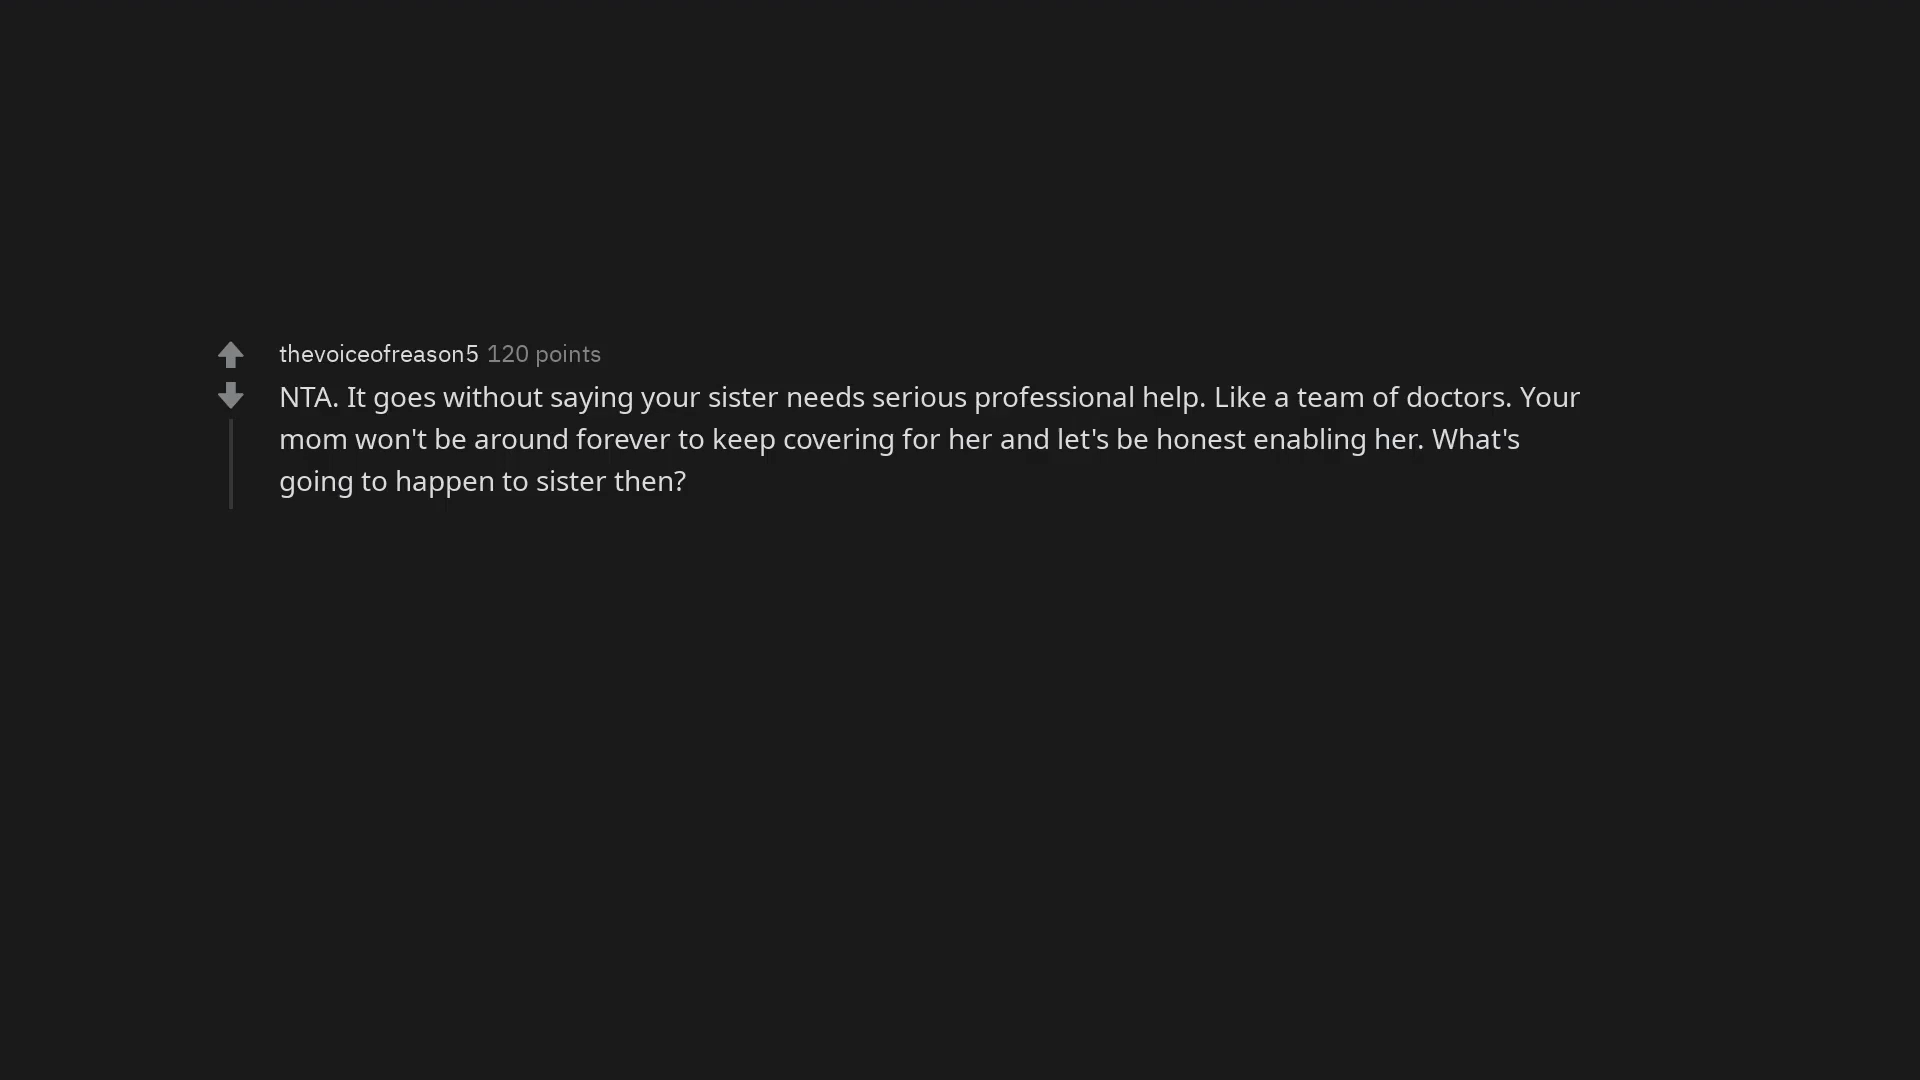 thevoiceofreason5 120 points
NTA. It goes without saying your sister needs serious professional help. Like a team of doctors. Your
mom won't be around forever to keep covering for her and let's be honest enabling her. What's
going to happen to sister then?